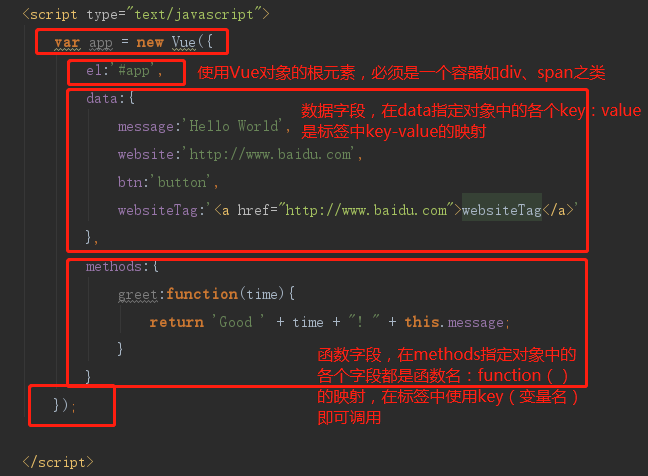 <script type="text/javascript">
var app = new Vue({
el:'#app',
使用Vue对象的根元素，必须是一个容器如div、span之类
data:{
数据字段，在data指定对象中的各个key：value
是标签中key-value的映射
message:'Hello World',
website:'http://www.baidu.com',
btn:'button',
websiteTag:'<a href="http://www.baidu.com">websiteTag</a>'
},
methods:{
greet:function(time){
return 'Good ' + time + "! " + this.message;
}
函数字段，在methods指定对象中的
各个字段都是函数名：function（）
的映射，在标签中使用key（变量名）
即可调用
}
});
</script>